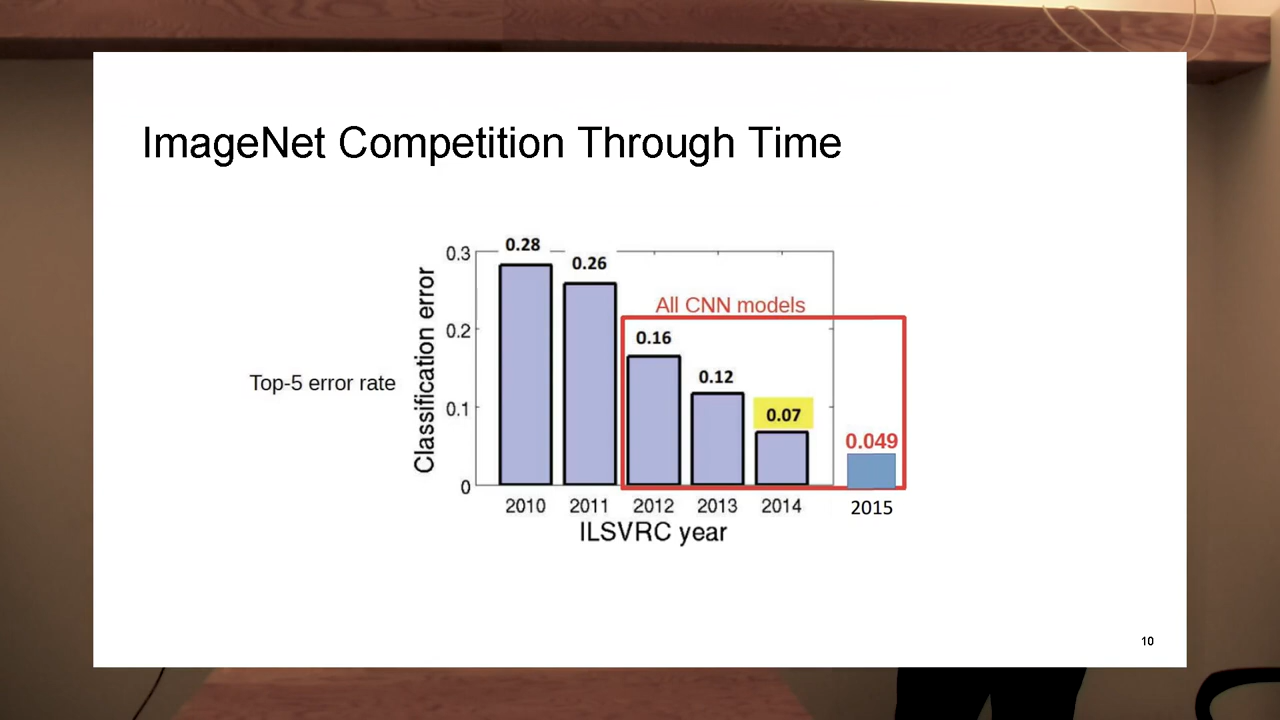 ImageNet Competition Through Time
0.28
0.3
0.26
All CNN models
0.2
0.16
0.12
Top-5 error rate
Classification error
0.1
0.07
0.049
0
2010 2011 2012 2013 2014 2015
ILSVRC year
10